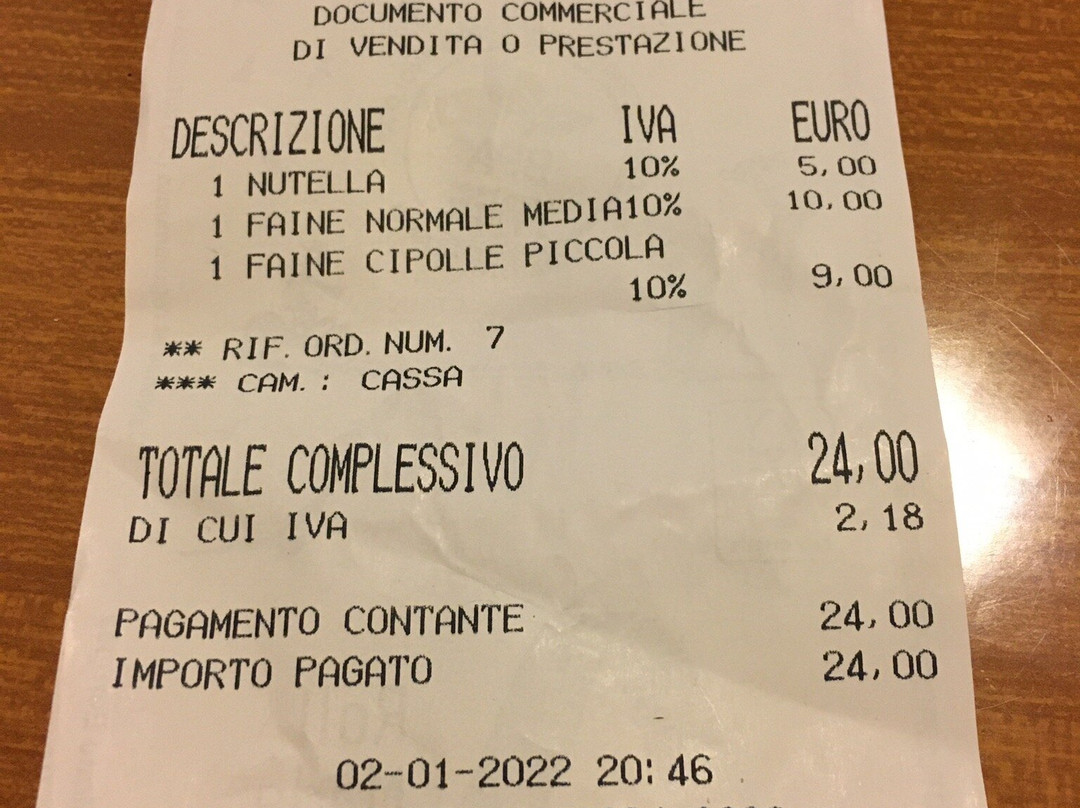 DOCUMENTO COMMERCIALE
DI VENDITA O PRESTAZIONE
DESCRIZIONE IVA EURO
1 NUTELLA 10% 5,00
1 FAINE NORMALE MEDIA10% 10,00
1 FAINE CIPOLLE PICCOLA
10% 9,00
** RIF. ORD. NUM. 7
*** CAM. : CASSA
TOTALE COMPLESSIVO 24,00
DI CUI IVA 2,18
PAGAMENTO CONTANTE 24,00
IMPORTO PAGATO 24,00
02-01-2022 20:46